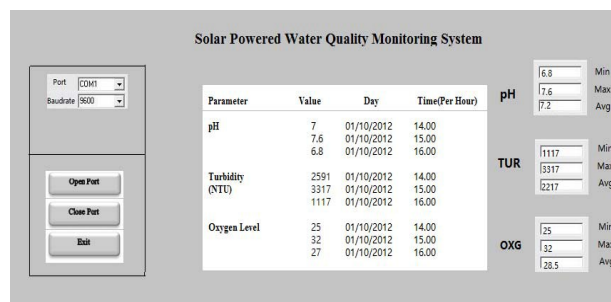 Solar Powered Water Quality Monitoring System
Port COM1
Baudrate 9600
Open Port
Close Port
Exit
Parameter Value Day Time(Per Hour)
pH 7 01/10/2012 14.00
7.6 01/10/2012 15.00
6.8 01/10/2012 16.00
Turbidity 2591 01/10/2012 14.00
(NTU) 3317 01/10/2012 15.00
1117 01/10/2012 16.00
Oxygen Level 25 01/10/2012 14.00
32 01/10/2012 15.00
27 01/10/2012 16.00
pH
6.8 Min
7.6 Max
7.2 Avg
TUR
1117 Min
3317 Max
2217 Avg
OXG
25 Min
32 Max
28.5 Avg